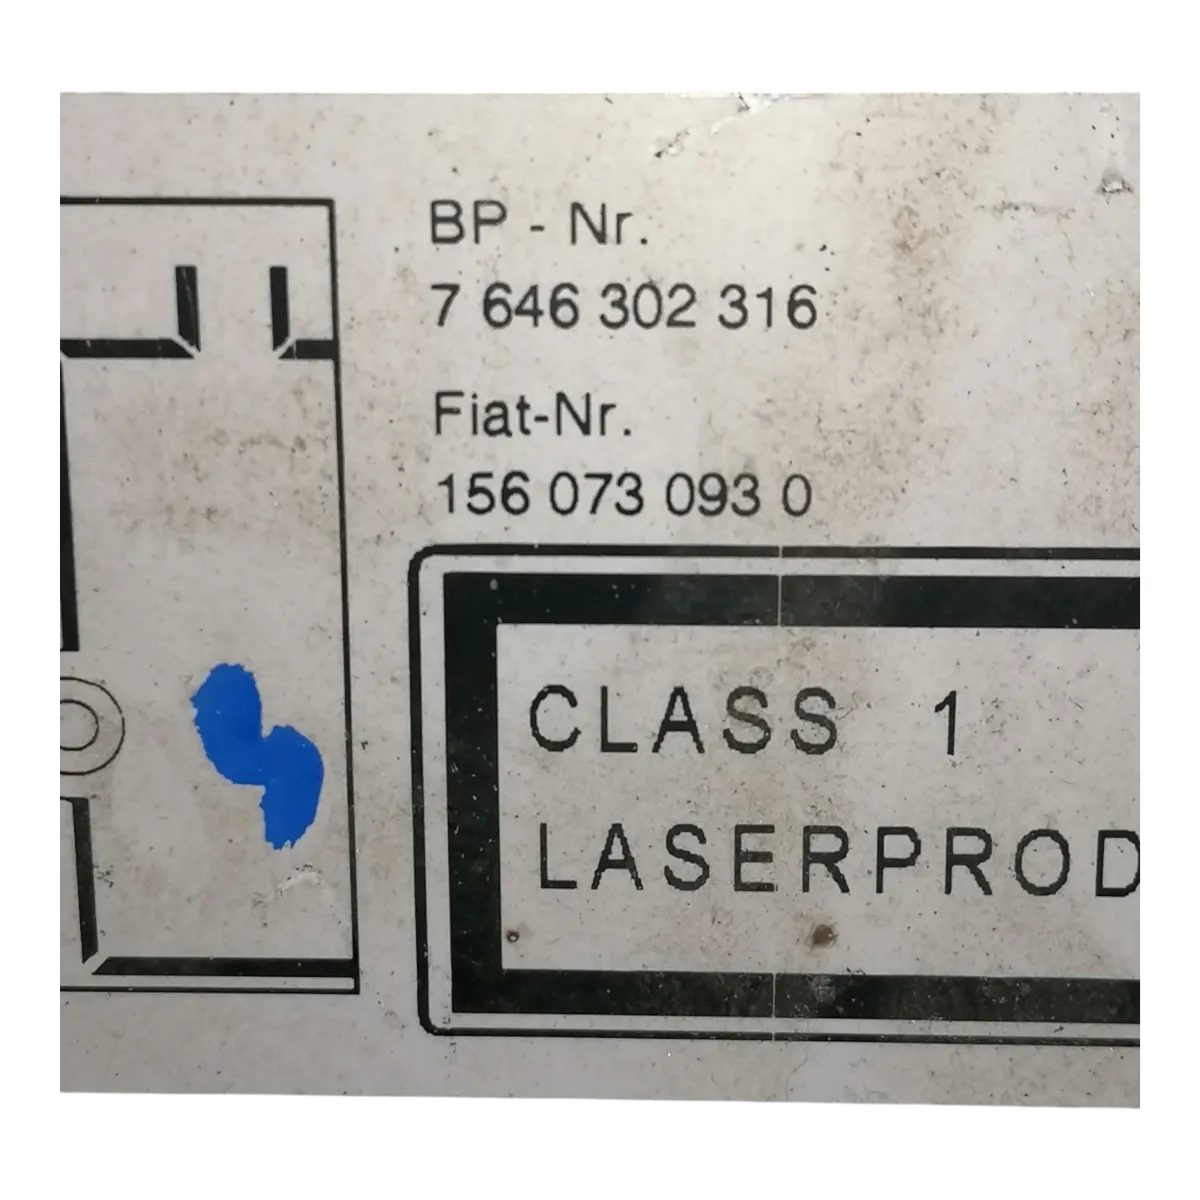 BP - Nr.
7 646 302 316
Fiat-Nr.
156 073 093 0
CLASS 1
LASERPROD